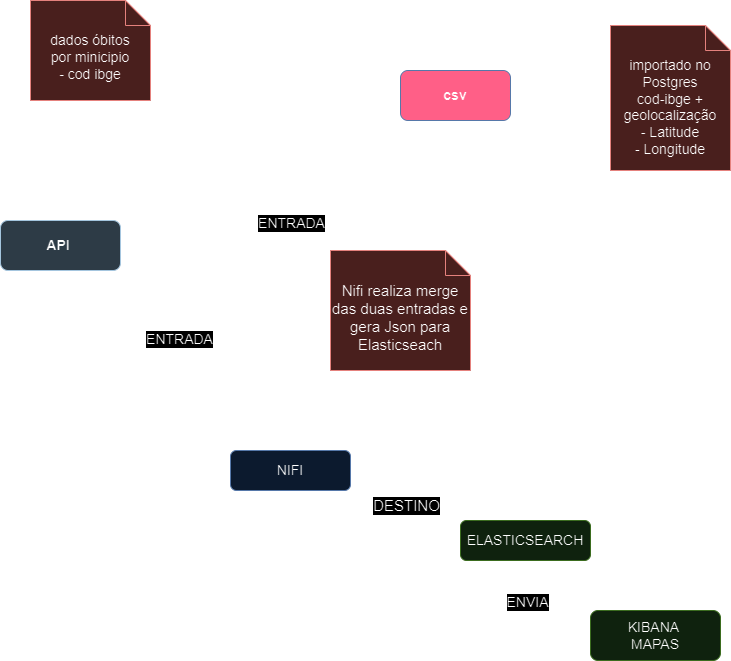 dados óbitos
por minicipio
- cod ibge
csv
importado no
Postgres
cod-ibge +
geolocalização
- Latitude
- Longitude
API
ENTRADA
Nifi realiza merge
das duas entradas e
gera Json para
Elasticseach
ENTRADA
NIFI
DESTINO
ELASTICSEARCH
ENVIA
KIBANA
MAPAS